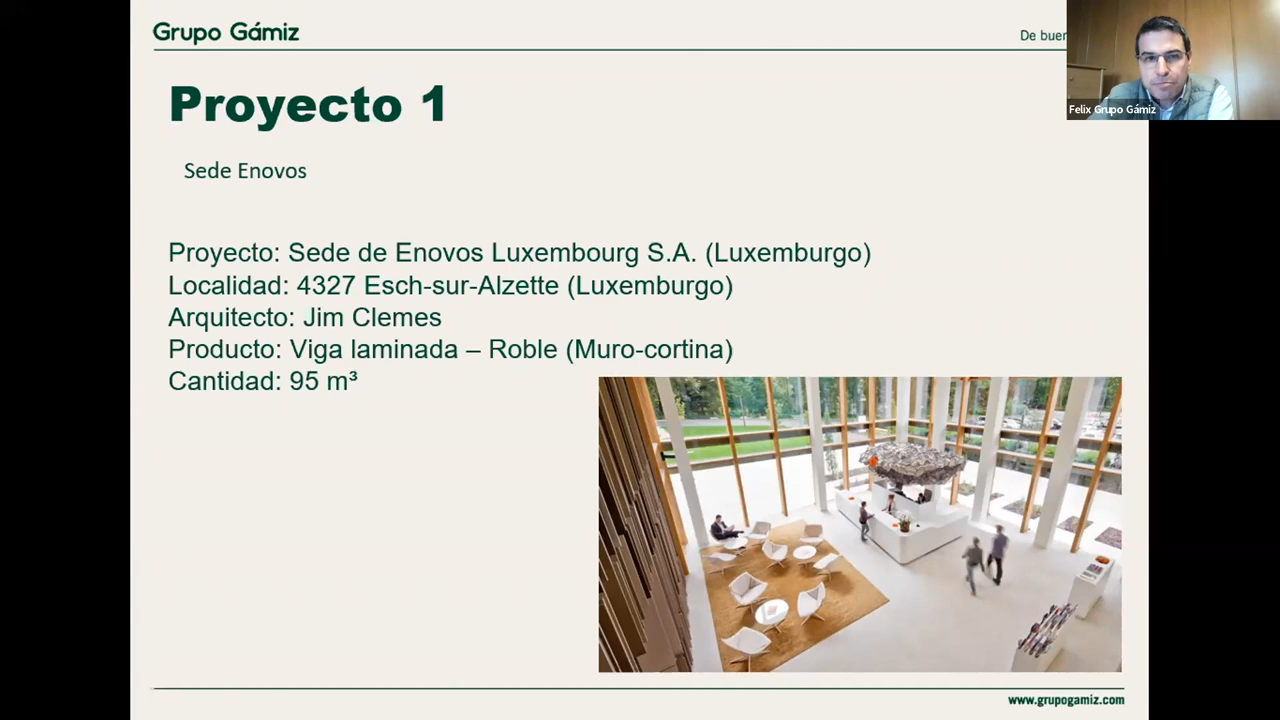 Grupo Gámiz
De
Felix Grupo Gámiz
Proyecto 1
Sede Enovos
Proyecto: Sede de Enovos Luxembourg S.A. (Luxemburgo)
Localidad: 4327 Esch-sur-Alzette (Luxemburgo)
Arquitecto: Jim Clemes
Producto: Viga laminada – Roble (Muro-cortina)
Cantidad: 95 m³
www.grupogamiz.com